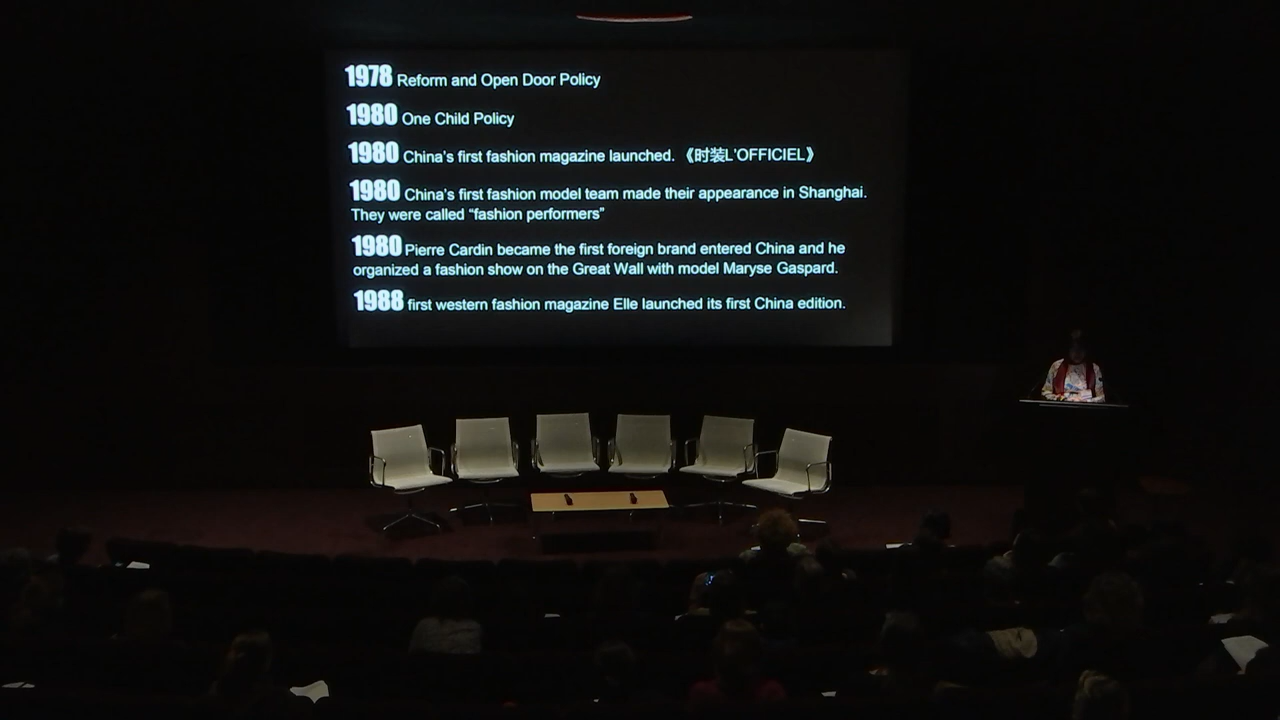 1978 Reform and Open Door Policy
1980 One Child Policy
1980 China's first fashion magazine launched. 《时装L'OFFICIEL》
1980 China's first fashion model team made their appearance in Shanghai.
They were called “fashion performers”
1980 Pierre Cardin became the first foreign brand entered China and he
organized a fashion show on the Great Wall with model Maryse Gaspard.
1988 first western fashion magazine Elle launched its first China edition.